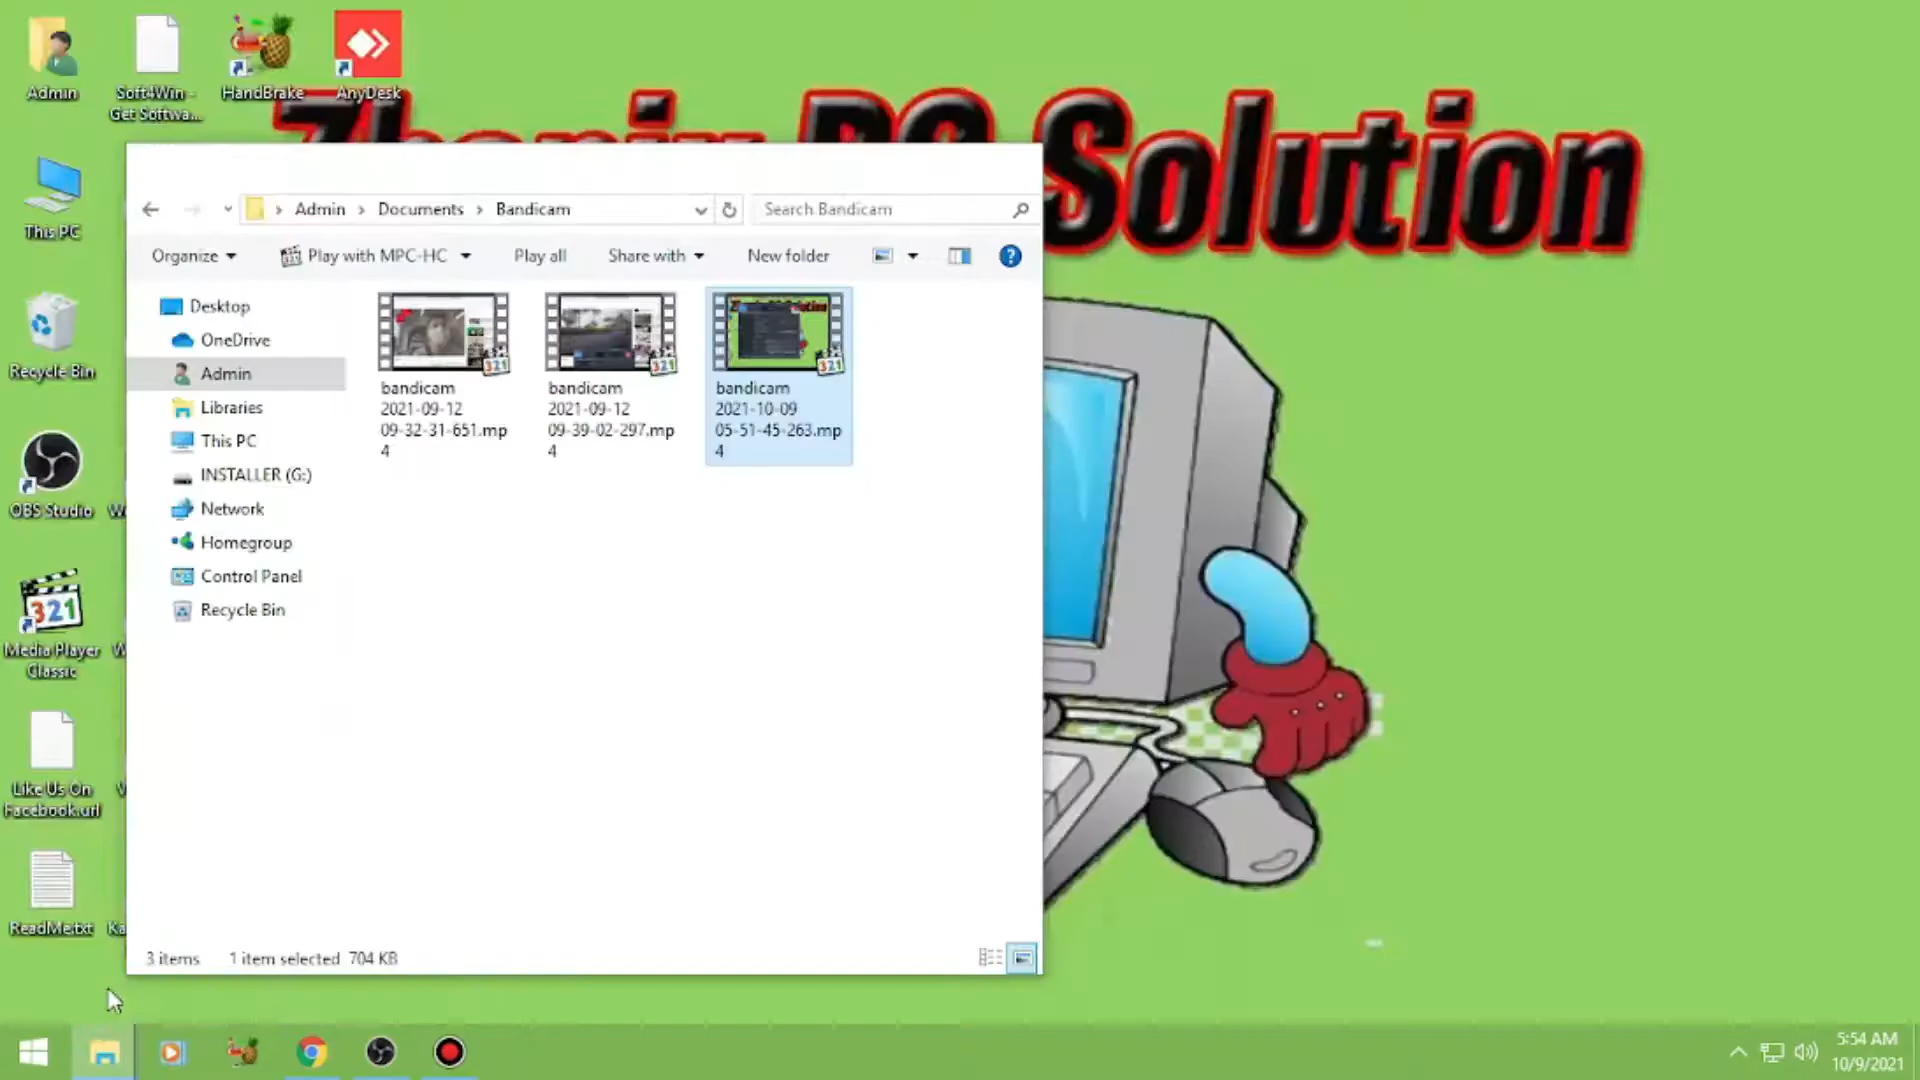 Admin
Soft4Win -
Get Softwa...
HandBrake
AnyDesk
PC Solution
This PC
Recycle Bin
OBS Studio
Media Player
Classic
Like Us On
Facebook.url
ReadMe.txt
Admin > Documents > Bandicam
Search Bandicam
Organize
Play with MPC-HC
Play all
Share with
New folder
Desktop
OneDrive
Admin
Libraries
This PC
INSTALLER (G:)
Network
Homegroup
Control Panel
Recycle Bin
bandicam
2021-09-12
09-32-31-651.mp
4
bandicam
2021-09-12
09-39-02-297.mp
4
bandicam
2021-10-09
05-51-45-263.mp
4
3 items
1 item selected 704 KB
5:54 AM
10/9/2021